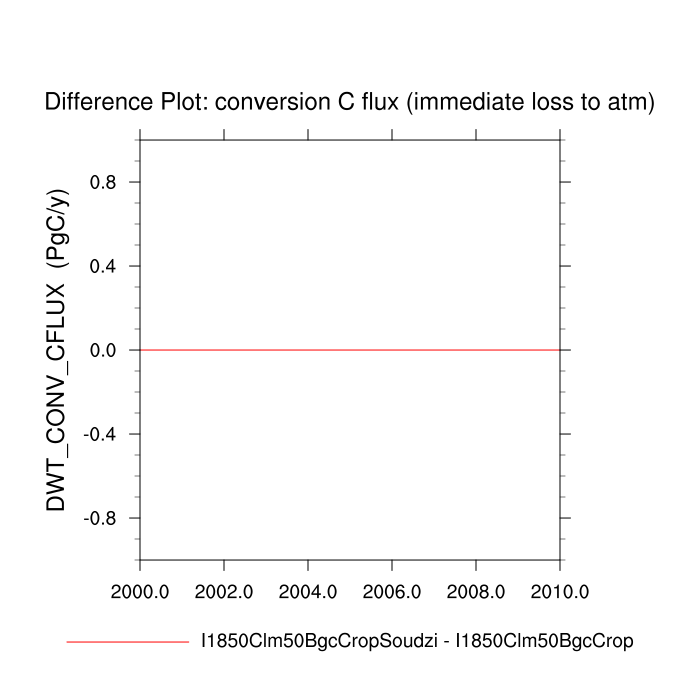 Difference Plot: conversion C flux (immediate loss to atm)
DWT_CONV_CFLUX (PgC/y)
0.8
0.4
0.0
-0.4
-0.8
2000.0 2002.0 2004.0 2006.0 2008.0 2010.0
I1850Clm50BgcCropSoudzi - I1850Clm50BgcCrop